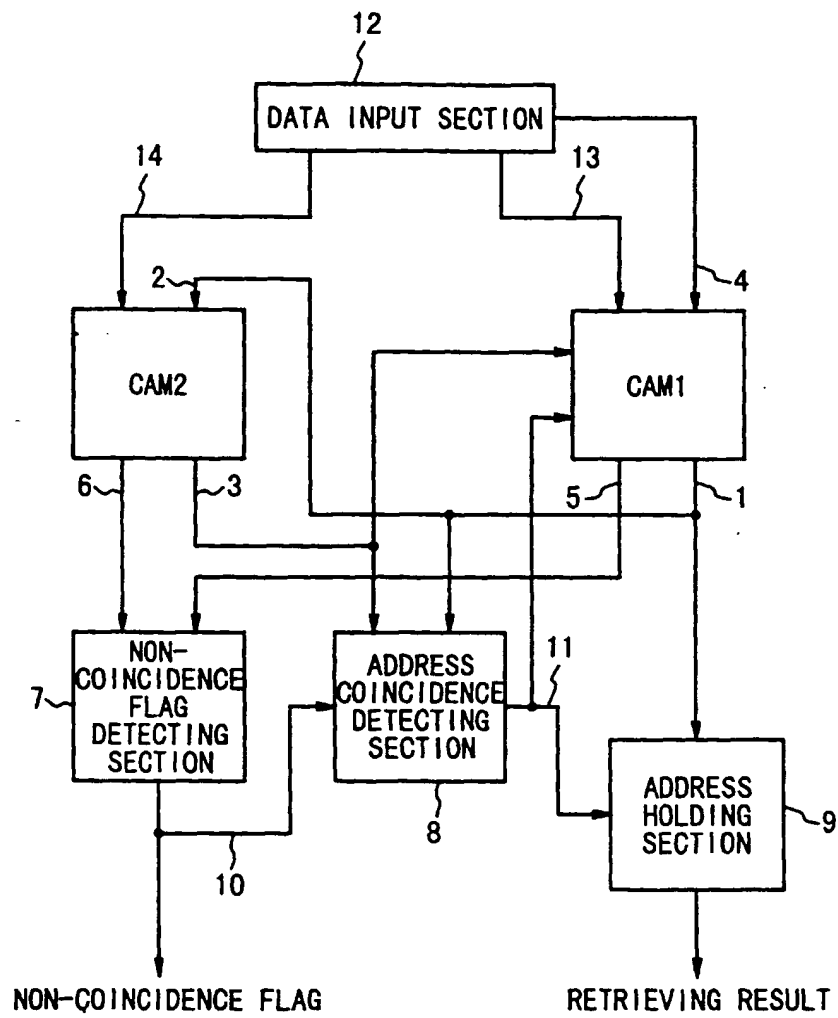 12
DATA INPUT SECTION
14
13
2
4
CAM2
CAM1
6
3
5
1
NON-
COINCIDENCE
FLAG
DETECTING
SECTION
7
ADDRESS
COINCIDENCE
DETECTING
SECTION
11
8
ADDRESS
HOLDING
SECTION
9
10
NON-COINCIDENCE FLAG
RETRIEVING RESULT